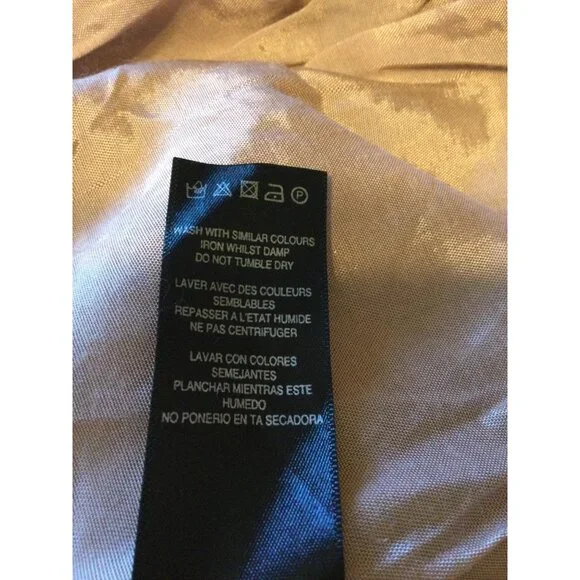 P
WASH WITH SIMILAR COLOURS
IRON WHILST DAMP
DO NOT TUMBLE DRY
LAVER AVEC DES COULEURS
SEMBLABLES
REPASSER A L'ETAT HUMIDE
NE PAS CENTRIFUGER
LAVAR CON COLORES
SEMEJANTES
PLANCHAR MIENTRAS ESTE
HUMEDO
NO PONERIO EN TA SECADORA